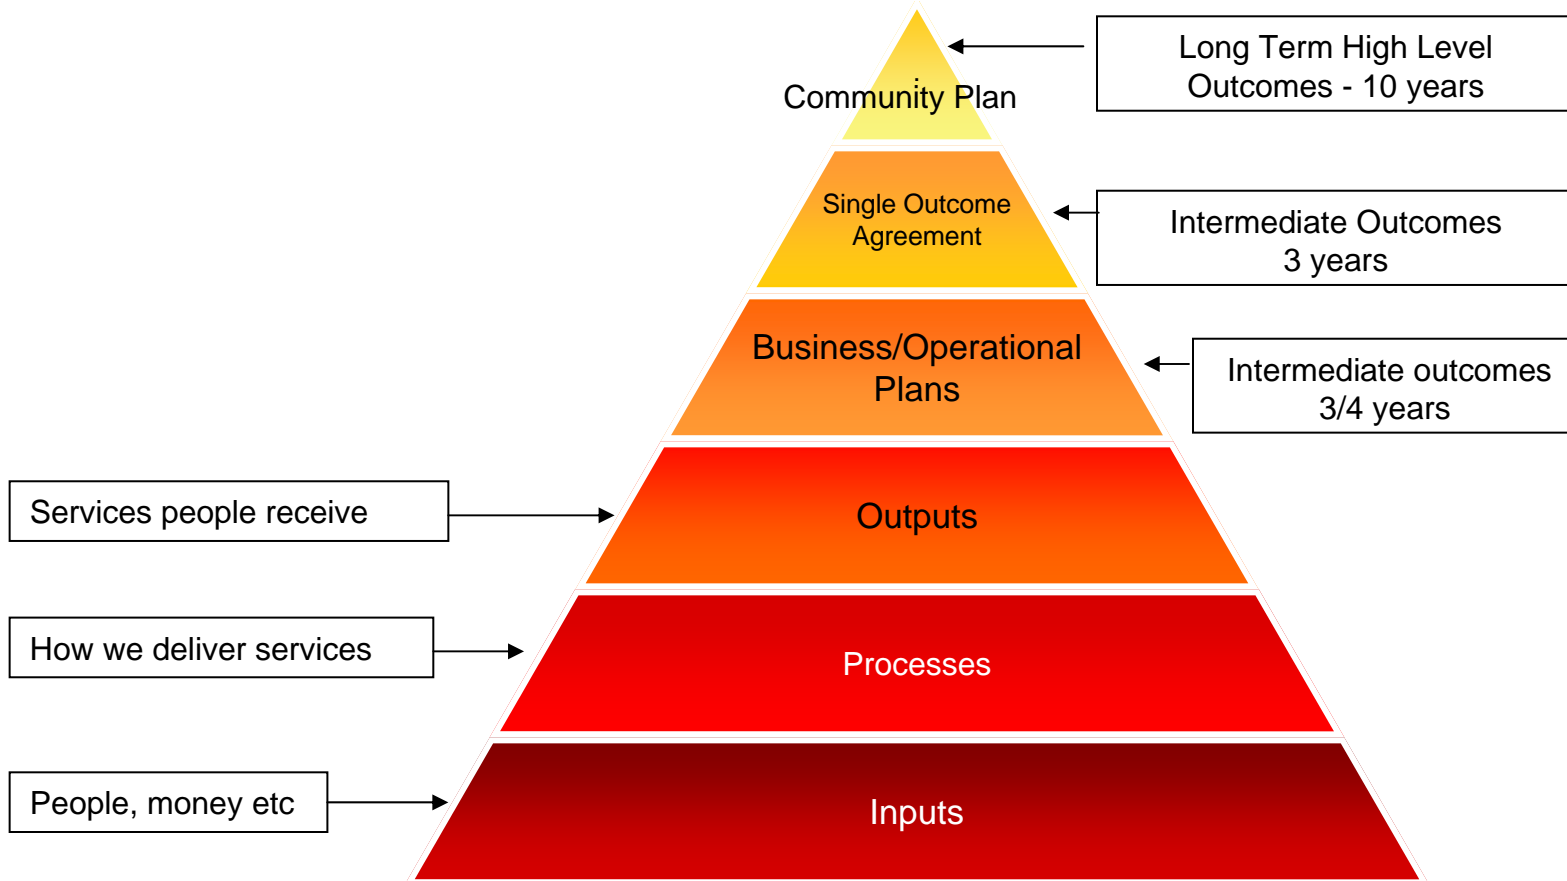 Community Plan
Long Term High Level
Outcomes - 10 years
Single Outcome
Agreement
Intermediate Outcomes
3 years
Business/Operational
Plans
Intermediate outcomes
3/4 years
Services people receive
Outputs
How we deliver services
Processes
People, money etc
Inputs